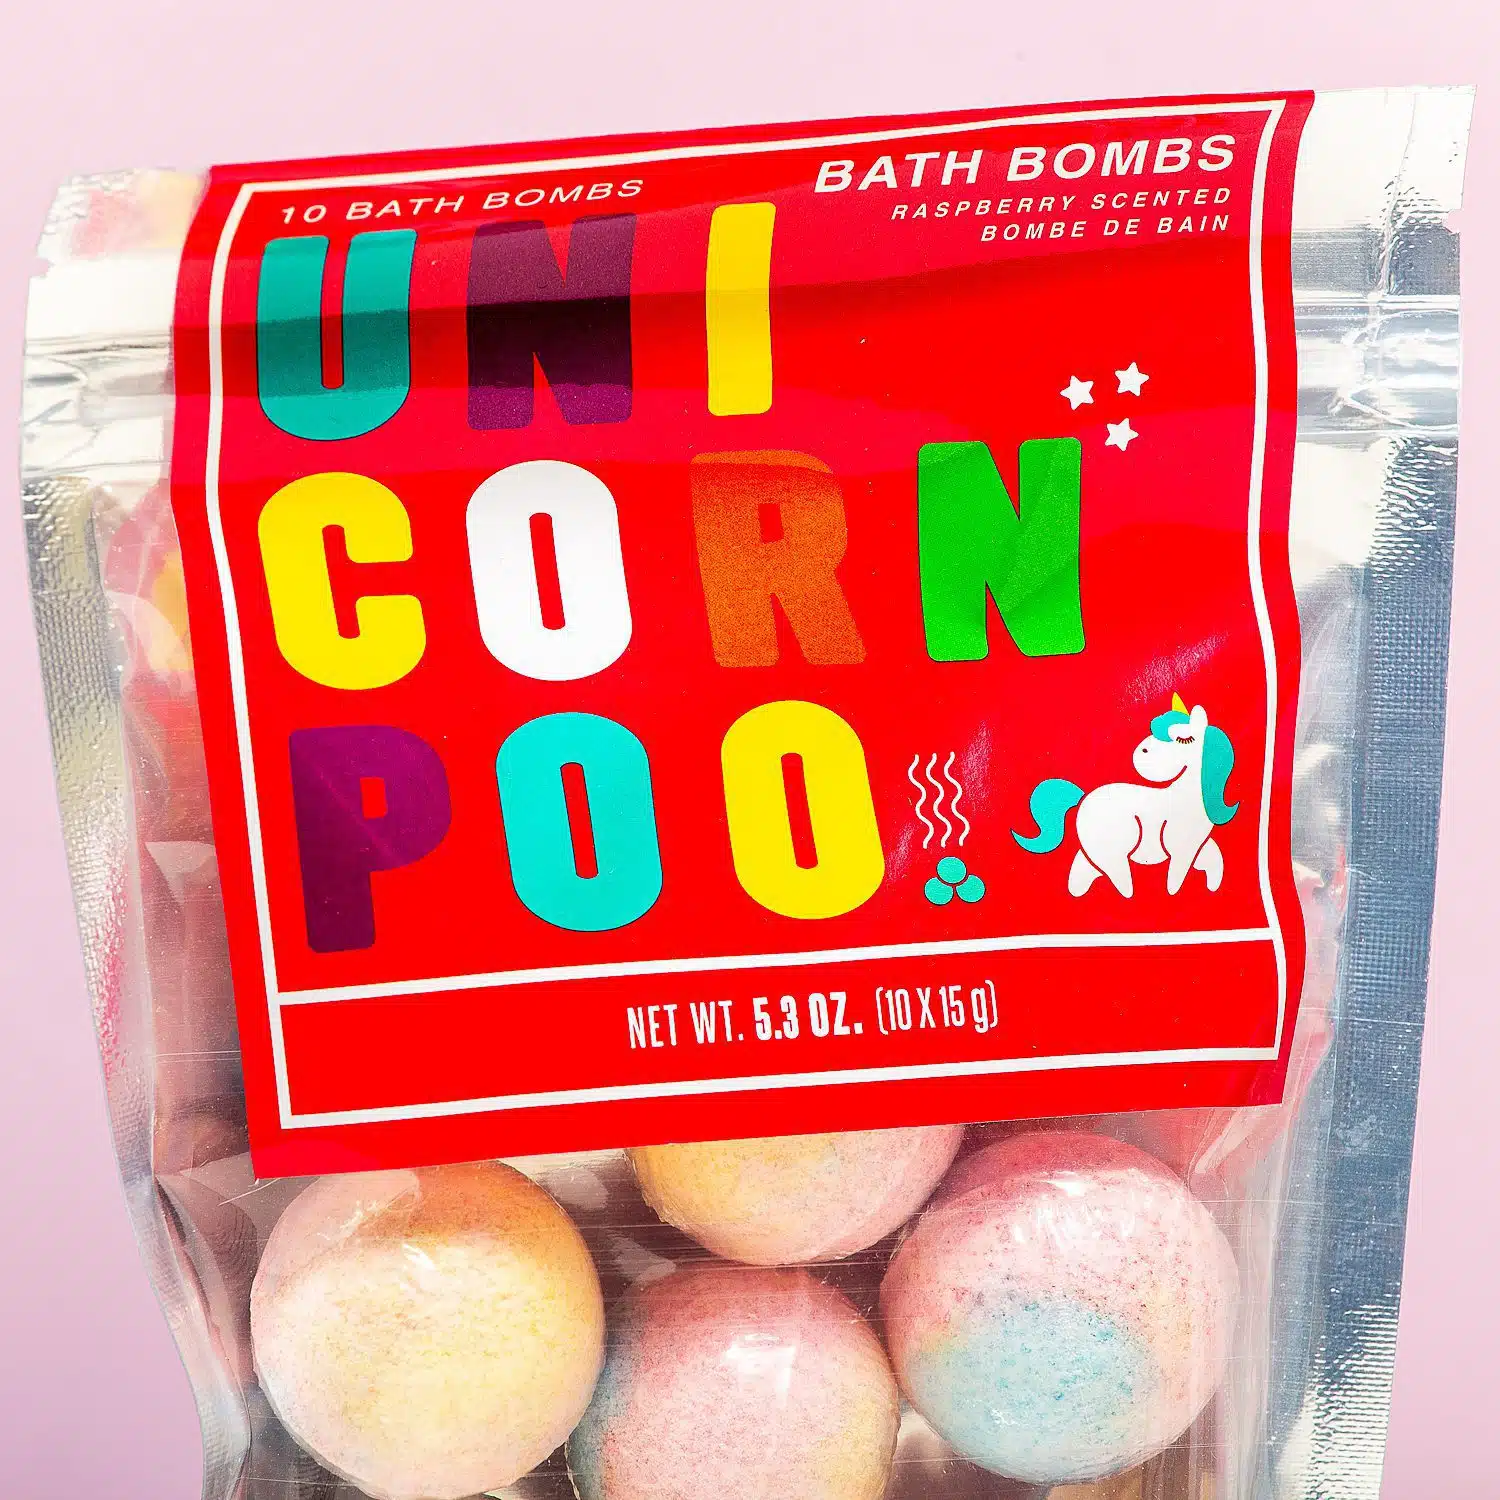 10 BATH BOMBS
BATH BOMBS
RASPBERRY SCENTED
BOMBE DE BAIN
UNI
CORN
POO
NET WT. 5.3 OZ. (10 X 15 g)